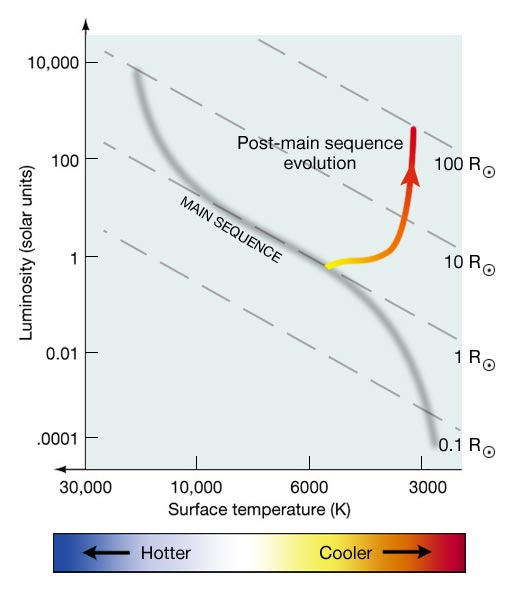 10,000
100
1
0.01
.0001
Luminosity (solar units)
Post-main sequence
evolution
MAIN SEQUENCE
100 R☉
10 R☉
1 R☉
0.1 R☉
30,000
10,000
6000
3000
Surface temperature (K)
Hotter
Cooler